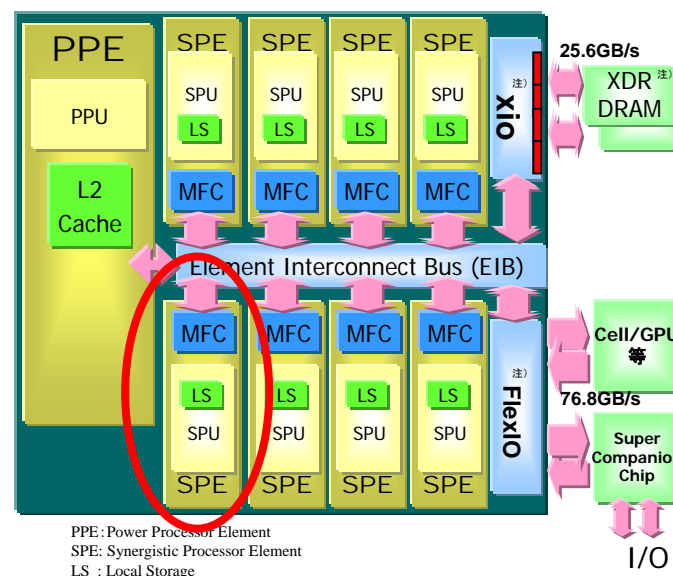 PPE
PPU
L2
Cache
SPE
SPU
LS
MFC
SPE
SPU
LS
MFC
SPE
SPU
LS
MFC
SPE
SPU
LS
MFC
xio 注)
25.6GB/s
XDR 注)
DRAM
Element Interconnect Bus (EIB)
MFC
LS
SPU
SPE
MFC
LS
SPU
SPE
MFC
LS
SPU
SPE
MFC
LS
SPU
SPE
FlexIO 注)
Cell/GPU
等
76.8GB/s
Super
Companio
Chip
I/O
PPE:Power Processor Element
SPE: Synergistic Processor Element
LS : Local Storage